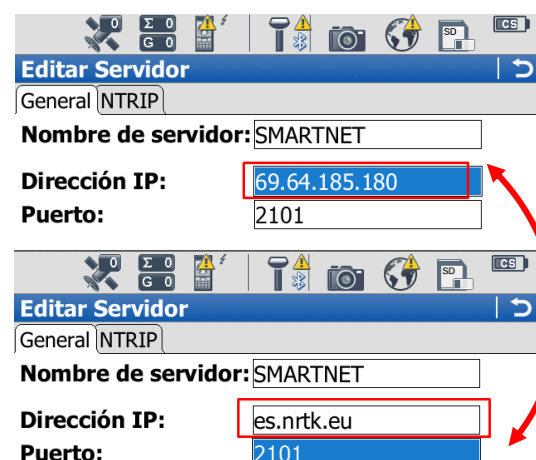 0 Σ 0
G 0
SD CS
Editar Servidor
General NTRIP
Nombre de servidor: SMARTNET
Dirección IP: 69.64.185.180
Puerto: 2101
0 Σ 0
G 0
SD CS
Editar Servidor
General NTRIP
Nombre de servidor: SMARTNET
Dirección IP: es.nrtk.eu
Puerto: 2101